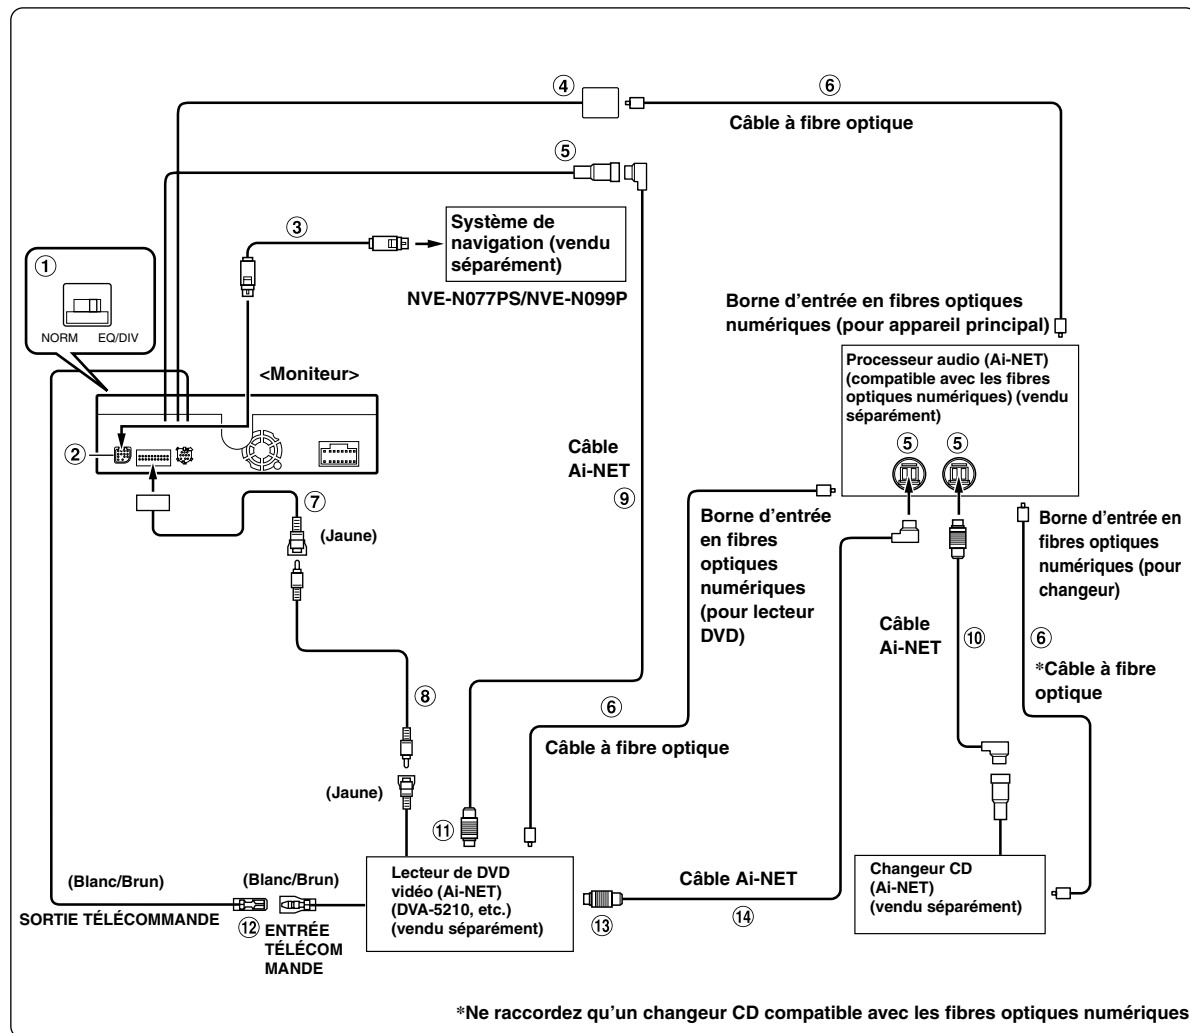 ④
⑥
Câble à fibre optique
⑤
③
Système de
navigation (vendu
séparément)
NVE-N077PS/NVE-N099P
①
NORM EQ/DIV
<Moniteur>
②
Borne d'entrée en fibres optiques
numériques (pour appareil principal)
Processeur audio (Ai-NET)
(compatible avec les fibres
optiques numériques) (vendu
séparément)
⑤ ⑤
Câble
Ai-NET
⑨
⑦
(Jaune)
Borne d'entrée
en fibres
optiques
numériques
(pour lecteur
DVD)
Borne d'entrée en
fibres optiques
numériques (pour
changeur)
Câble
Ai-NET
⑩
⑥
*Câble à fibre
optique
⑧
⑥
Câble à fibre optique
(Jaune)
⑪
Lecteur de DVD
vidéo (Ai-NET)
(DVA-5210, etc.)
(vendu séparément)
Changeur CD
(Ai-NET)
(vendu séparément)
Câble Ai-NET
⑬
⑭
(Blanc/Brun)
(Blanc/Brun)
SORTIE TÉLÉCOMMANDE
⑫
ENTRÉE
TÉLÉCOM
MANDE
*Ne raccordez qu'un changeur CD compatible avec les fibres optiques numériques